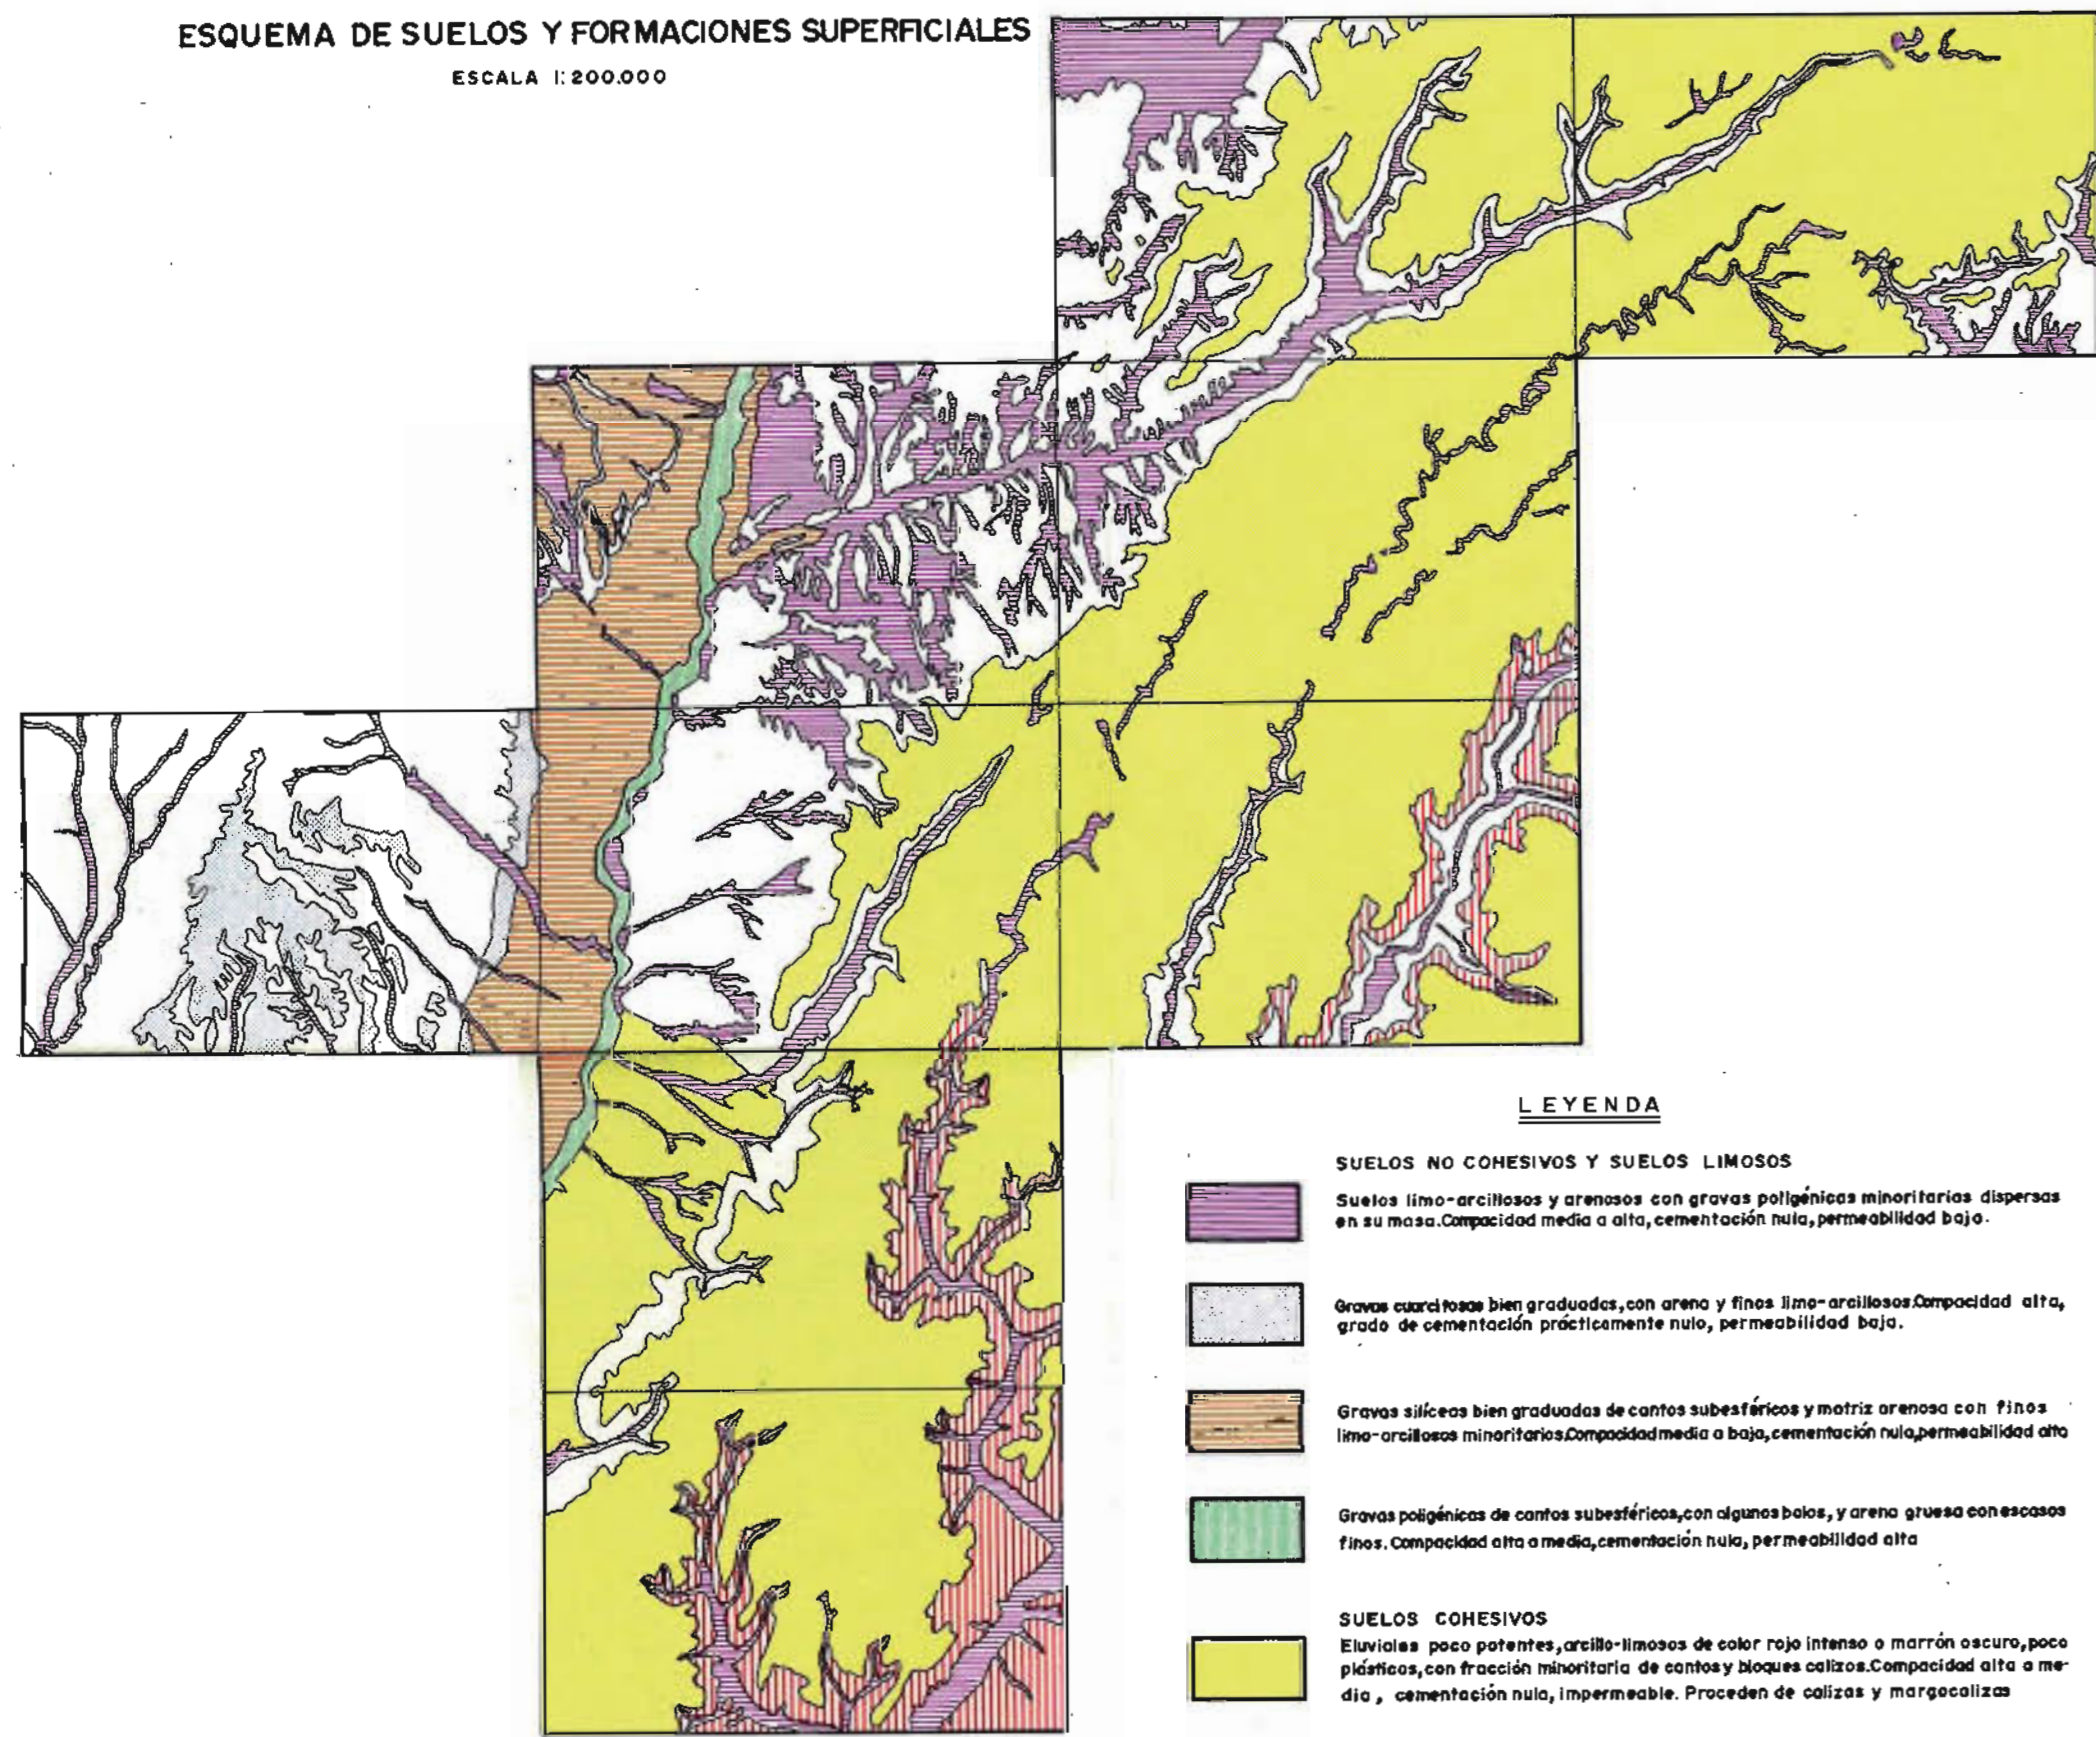 ESQUEMA DE SUELOS Y FORMACIONES SUPERFICIALES
ESCALA 1:200.000
LEYENDA
SUELOS NO COHESIVOS Y SUELOS LIMOSOS
Suelos limo-arcillosos y arenosos con gravas poligénicas minoritarias dispersas
en su masa.Compacidad media a alta,cementación nula,permeabilidad baja.
Gravas cuarcitosas bien graduadas,con arena y finos limo-arcillosos.Compacidad alta,
grado de cementación prácticamente nulo, permeabilidad baja.
Gravas silíceas bien graduadas de cantos subesféricos y matriz arenosa con finos
limo-arcillosos minoritarios.Compacidad media a baja,cementación nula,permeabilidad alta
Gravas poligénicas de cantos subesféricos,con algunos bolos, y arena gruesa con escasos
finos. Compacidad alta a media,cementación nula, permeabilidad alta
SUELOS COHESIVOS
Eluviales poco potentes,arcillo-limosos de color rojo intenso o marrón oscuro,poco
plásticos,con fracción minoritaria de cantos y bloques calizos.Compacidad alta a me-
dia, cementación nula, impermeable. Proceden de calizas y margocalizas